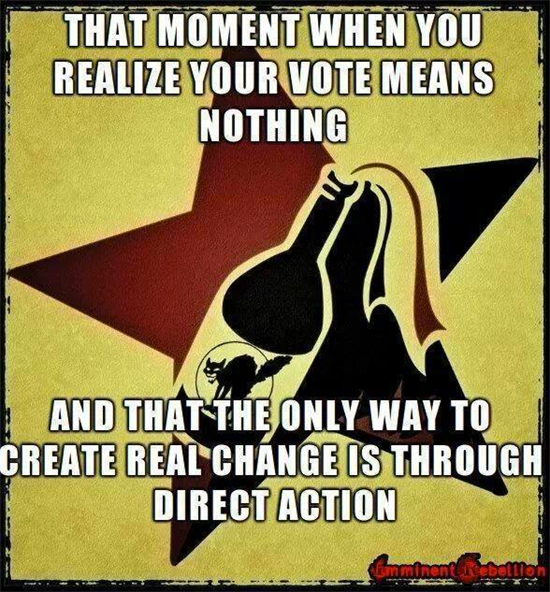 THAT MOMENT WHEN YOU
REALIZE YOUR VOTE MEANS
NOTHING
AND THAT THE ONLY WAY TO
CREATE REAL CHANGE IS THROUGH
DIRECT ACTION
Imminent Rebellion